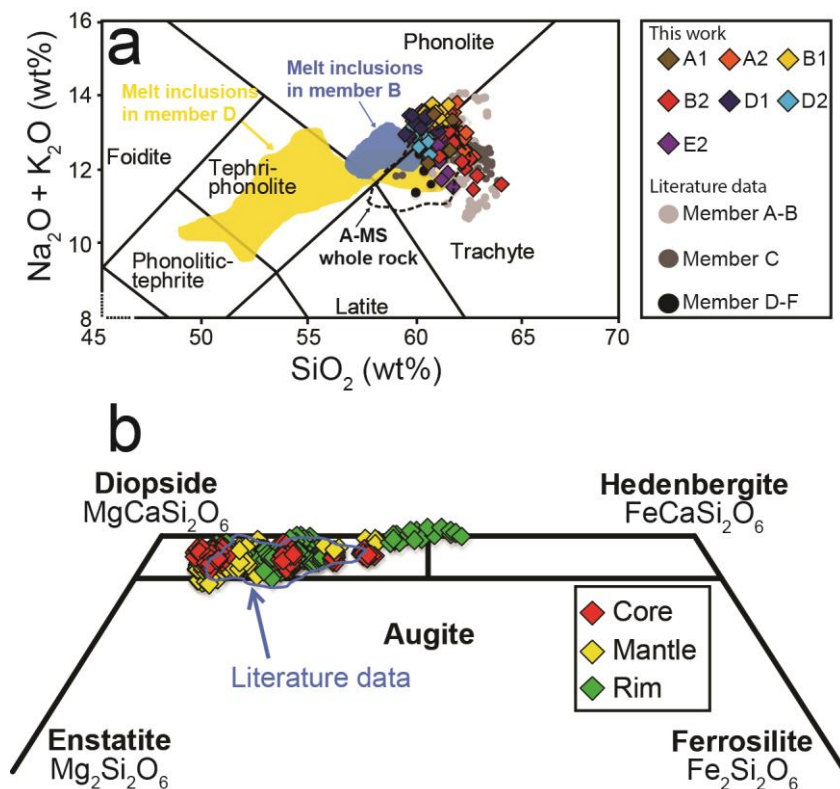 a
Na₂O + K₂O (wt%)
16
14
12
10
8
45
50
55
60
65
70
SiO₂ (wt%)
Phonolite
Melt inclusions
in member B
Melt inclusions
in member D
Foidite
Tephri-
phonolite
Phonolitic-
tephrite
A-MS
whole rock
Trachyte
Latite
This work
A1 A2 B1
B2 D1 D2
E2
Literature data
Member A-B
Member C
Member D-F
b
Diopside
MgCaSi₂O₆
Hedenbergite
FeCaSi₂O₆
Augite
Literature data
Core
Mantle
Rim
Enstatite
Mg₂Si₂O₆
Ferrosilite
Fe₂Si₂O₆